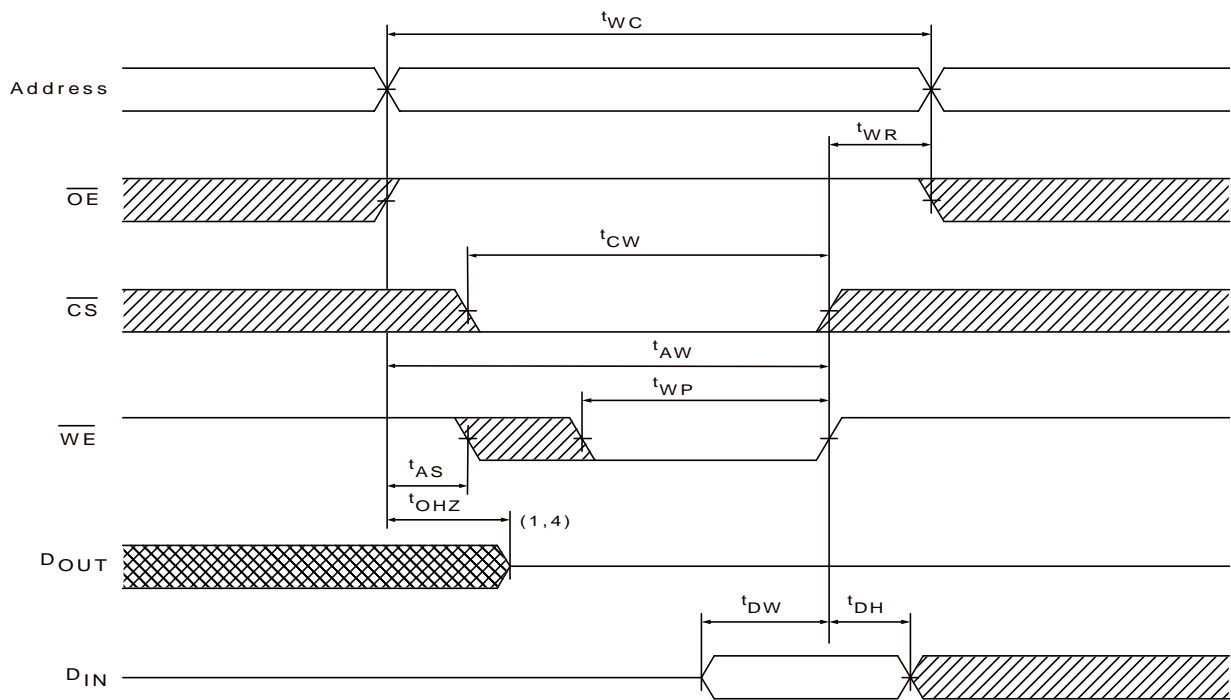 tWC
Address
tWR
OE
tCW
CS
tAW
tWP
WE
tAS
tOHZ
(1,4)
DOUT
tDW
tDH
DIN